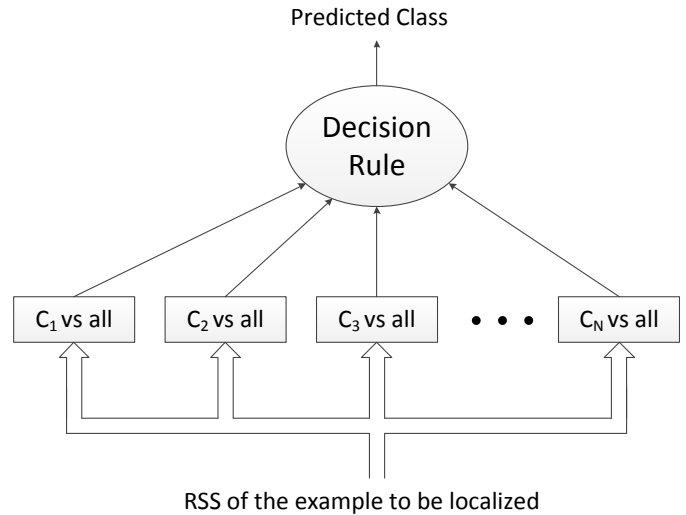 Predicted Class
Decision
Rule
C₁ vs all
C₂ vs all
C₃ vs all
C_N vs all
RSS of the example to be localized